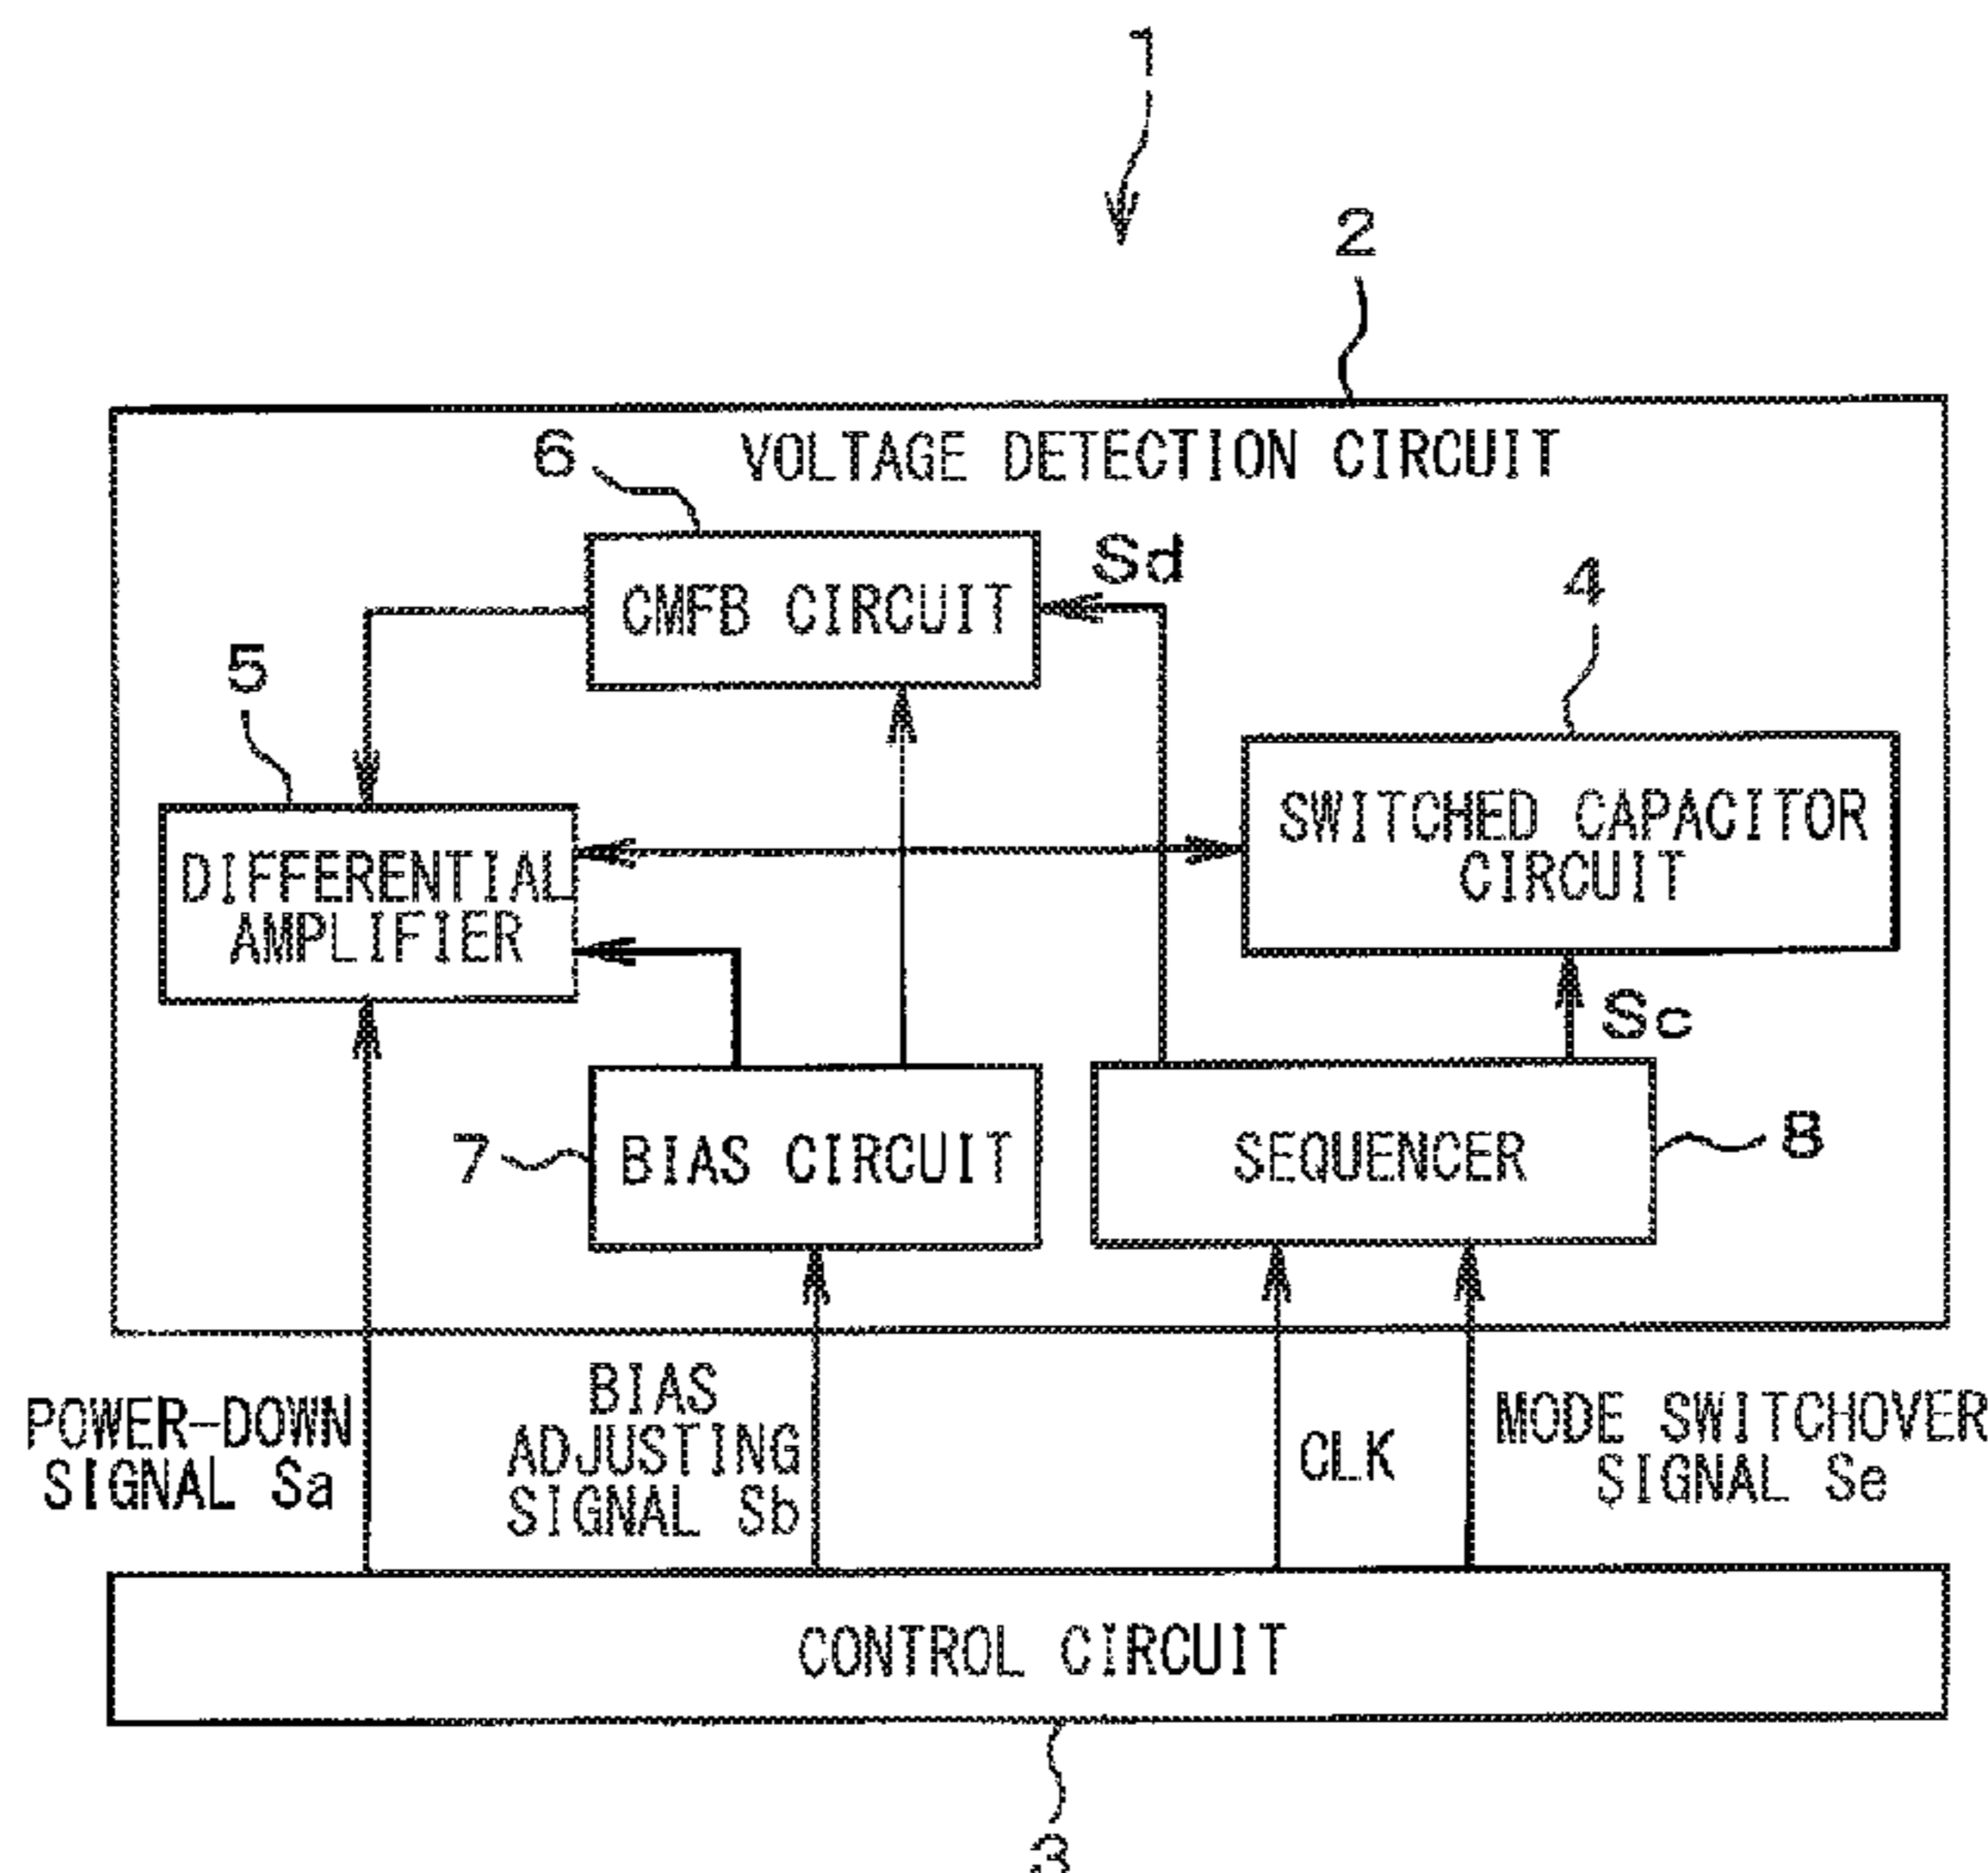 1
2
VOLTAGE DETECTION CIRCUIT
6
CMFB CIRCUIT
Sd
4
5
SWITCHED CAPACITOR
CIRCUIT
DIFFERENTIAL
AMPLIFIER
Sc
7
BIAS CIRCUIT
SEQUENCER
8
POWER-DOWN
SIGNAL Sa
BIAS
ADJUSTING
SIGNAL Sb
CLK
MODE SWITCHOVER
SIGNAL Se
CONTROL CIRCUIT
3